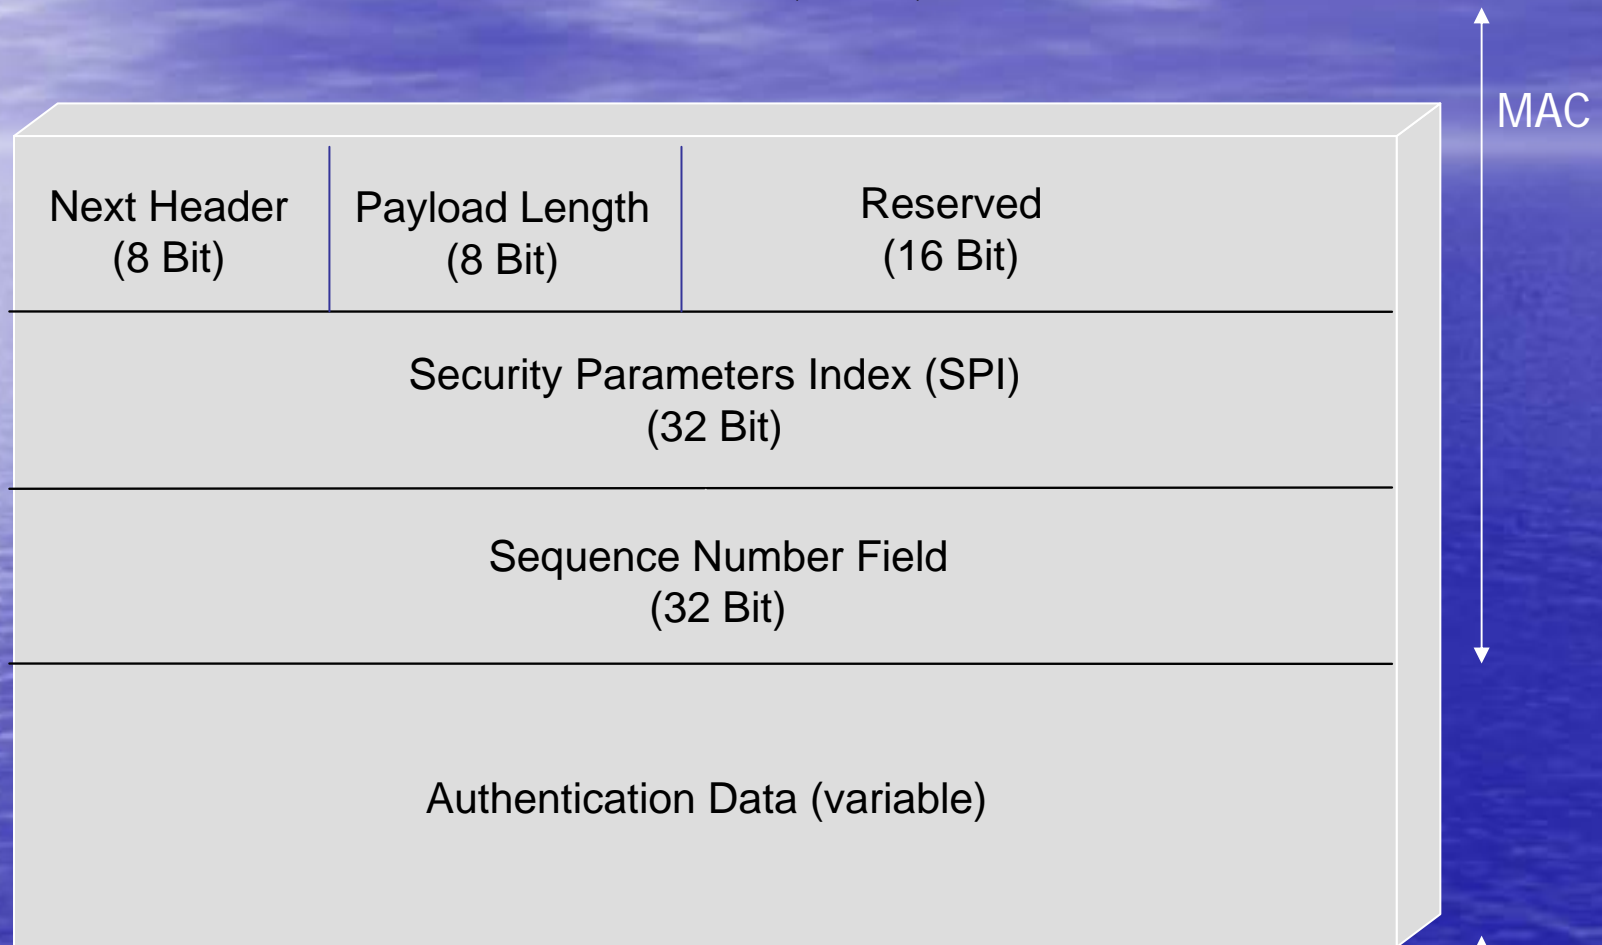 MAC
Next Header
(8 Bit)
Payload Length
(8 Bit)
Reserved
(16 Bit)
Security Parameters Index (SPI)
(32 Bit)
Sequence Number Field
(32 Bit)
Authentication Data (variable)